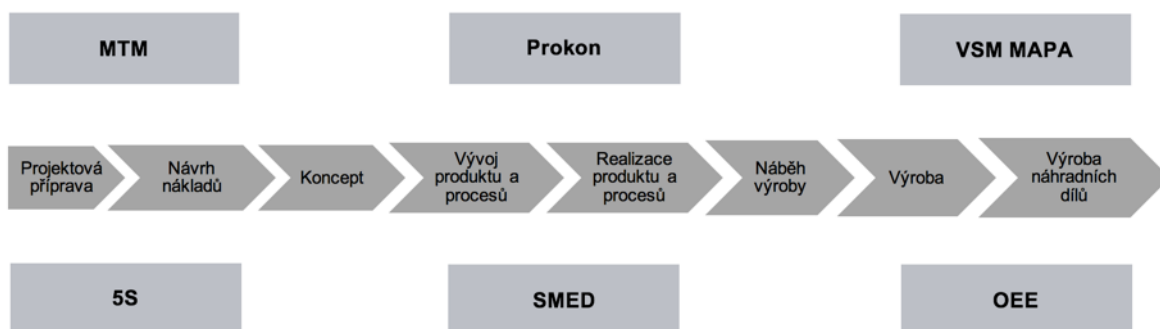 MTM
Prokon
VSM MAPA
Projektová
příprava
Návrh
nákladů
Koncept
Vývoj
produktu a
procesů
Realizace
produktu a
procesů
Náběh
výroby
Výroba
Výroba
náhradních
dílů
5S
SMED
OEE